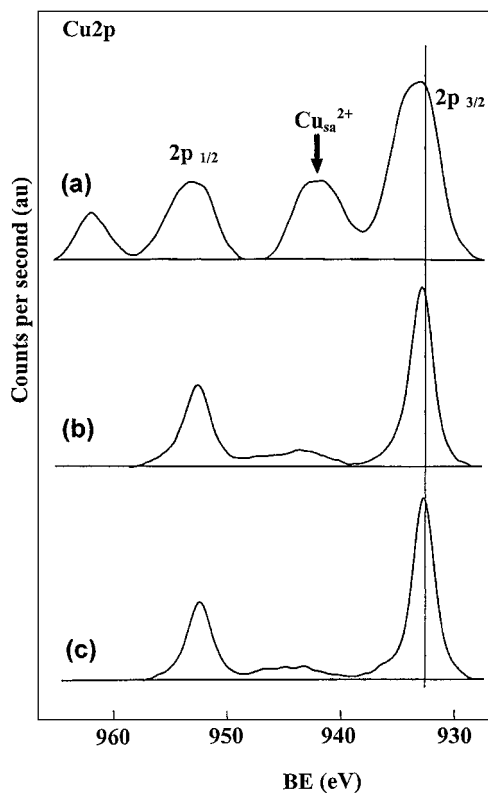 Cu2p
2p 3/2
Cusa2+
2p 1/2
(a)
(b)
(c)
Counts per second (au)
960 950 940 930
BE (eV)